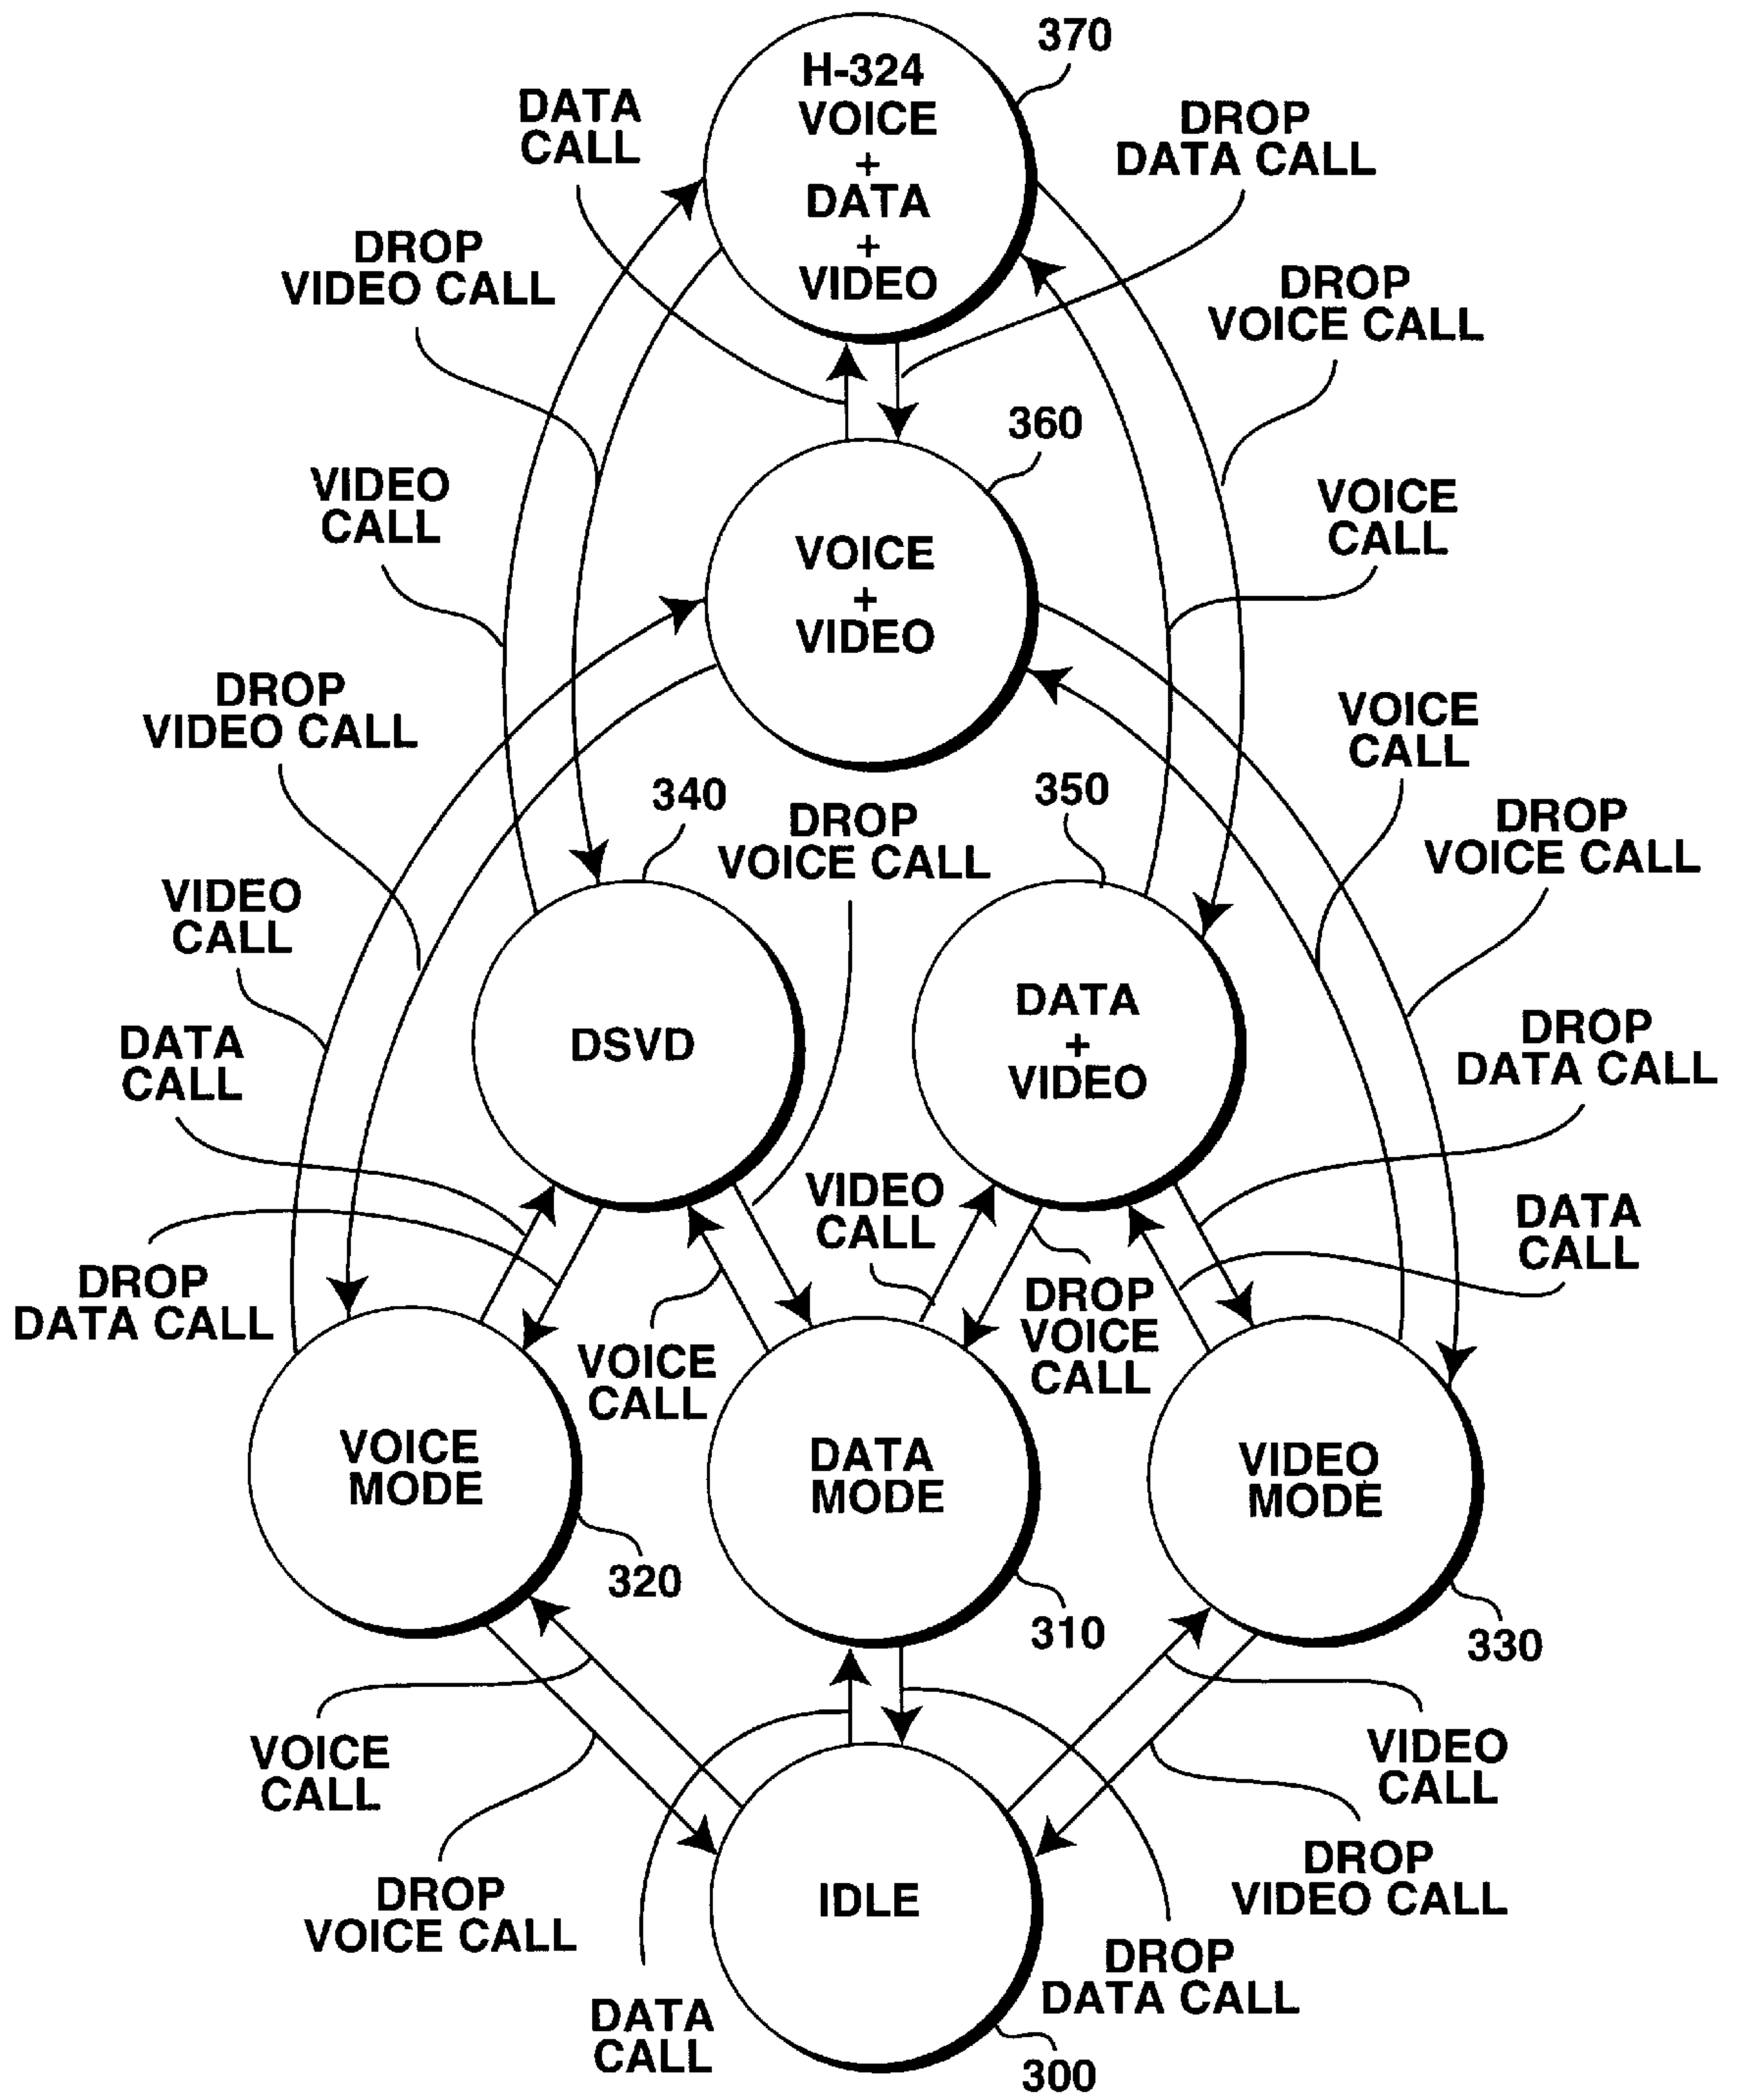 370
H-324
VOICE
+
DATA
+
VIDEO
DATA
CALL
DROP
DATA CALL
DROP
VIDEO CALL
DROP
VOICE CALL
360
VIDEO
CALL
VOICE
CALL
VOICE
+
VIDEO
DROP
VIDEO CALL
VOICE
CALL
340
DROP
VOICE CALL
350
DROP
VOICE CALL
VIDEO
CALL
DSVD
DATA
+
VIDEO
DATA
CALL
DROP
DATA CALL
VIDEO
CALL
DATA
CALL
DROP
DATA CALL
DROP
VOICE
CALL
VOICE
CALL
VOICE
MODE
DATA
MODE
VIDEO
MODE
320
310
330
VOICE
CALL
VIDEO
CALL
DROP
VOICE CALL
IDLE
DROP
VIDEO CALL
DROP
DATA CALL
DATA
CALL
300